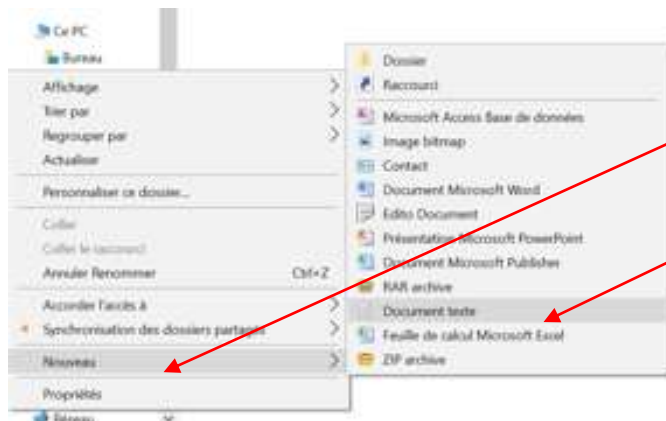 Ce PC
Bureau
Affichage
Trier par
Regrouper par
Actualiser
Personnaliser ce dossier...
Coller
Coller le raccourci
Annuler Renommer Ctrl+Z
Accorder l'accès à
Synchronisation des dossiers partagés
Nouveau
Propriétés
Réseau
Dossier
Raccourci
Microsoft Access Base de données
Image bitmap
Contact
Document Microsoft Word
Edito Document
Présentation Microsoft PowerPoint
Document Microsoft Publisher
RAR archive
Document texte
Feuille de calcul Microsoft Excel
ZIP archive